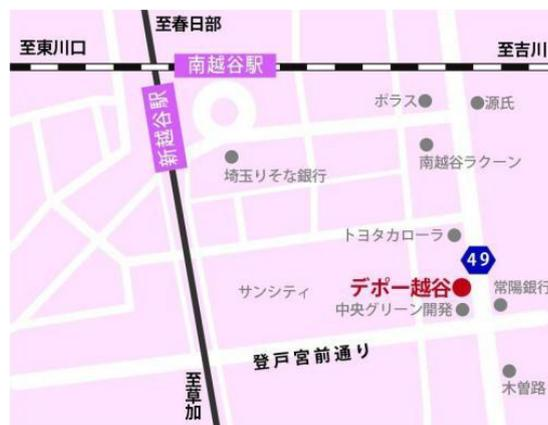 至春日部
至東川口
南越谷駅
至吉川
新越谷駅
ポラス
源氏
埼玉りそな銀行
南越谷ラクーン
トヨタカローラ
49
サンシティ
デポー越谷
常陽銀行
中央グリーン開発
登戸宮前通り
至草加
木曽路